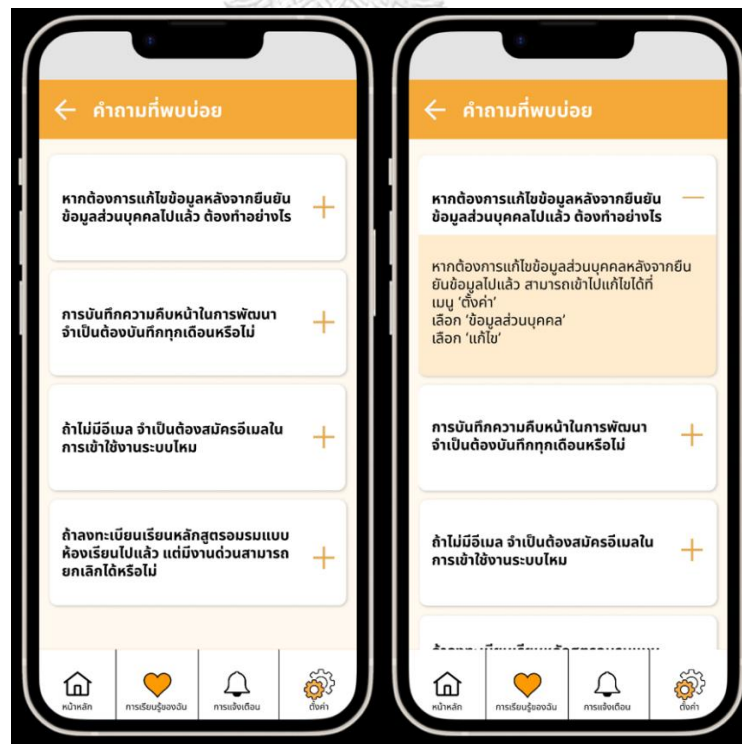 คำถามที่พบบ่อย
หากต้องการแก้ไขข้อมูลหลังจากยืนยัน
ข้อมูลส่วนบุคคลไปแล้ว ต้องทำอย่างไร
การบันทึกความคืบหน้าในการพัฒนา
จำเป็นต้องบันทึกทุกเดือนหรือไม่
ถ้าไม่มีอีเมล จำเป็นต้องสมัครอีเมลใน
การเข้าใช้งานระบบไหม
ถ้าลงทะเบียนเรียนหลักสูตรอบรมแบบ
ห้องเรียนไปแล้ว แต่มีงานด่วนสามารถ
ยกเลิกได้หรือไม่
หน้าหลัก
การเรียนรู้ของฉัน
การแจ้งเตือน
ตั้งค่า
คำถามที่พบบ่อย
หากต้องการแก้ไขข้อมูลหลังจากยืนยัน
ข้อมูลส่วนบุคคลไปแล้ว ต้องทำอย่างไร
หากต้องการแก้ไขข้อมูลส่วนบุคคลหลังจากยืน
ยันข้อมูลไปแล้ว สามารถเข้าไปแก้ไขได้ที่
เมนู ‘ตั้งค่า’
เลือก ‘ข้อมูลส่วนบุคคล’
เลือก ‘แก้ไข’
การบันทึกความคืบหน้าในการพัฒนา
จำเป็นต้องบันทึกทุกเดือนหรือไม่
ถ้าไม่มีอีเมล จำเป็นต้องสมัครอีเมลใน
การเข้าใช้งานระบบไหม
หน้าหลัก
การเรียนรู้ของฉัน
การแจ้งเตือน
ตั้งค่า